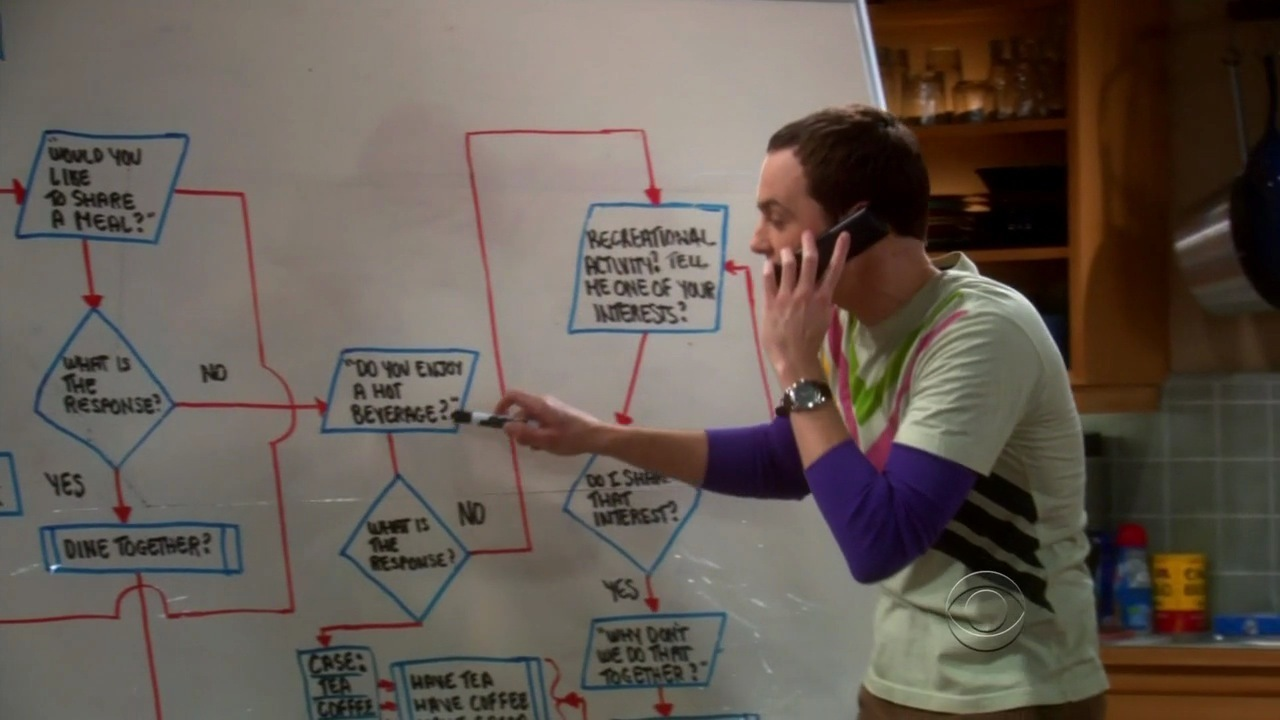 "WOULD YOU
LIKE
TO SHARE
A MEAL?"
WHAT IS
THE
RESPONSE?
NO
YES
DINE TOGETHER?
"DO YOU ENJOY
A HOT
BEVERAGE?"
WHAT IS
THE
RESPONSE?
NO
CASE:
TEA
COFFEE
HAVE TEA
HAVE COFFEE
RECREATIONAL
ACTIVITY? TELL
ME ONE OF YOUR
INTERESTS?
DO I SHARE
THAT
INTEREST?
YES
"WHY DON'T
WE DO THAT
TOGETHER?"